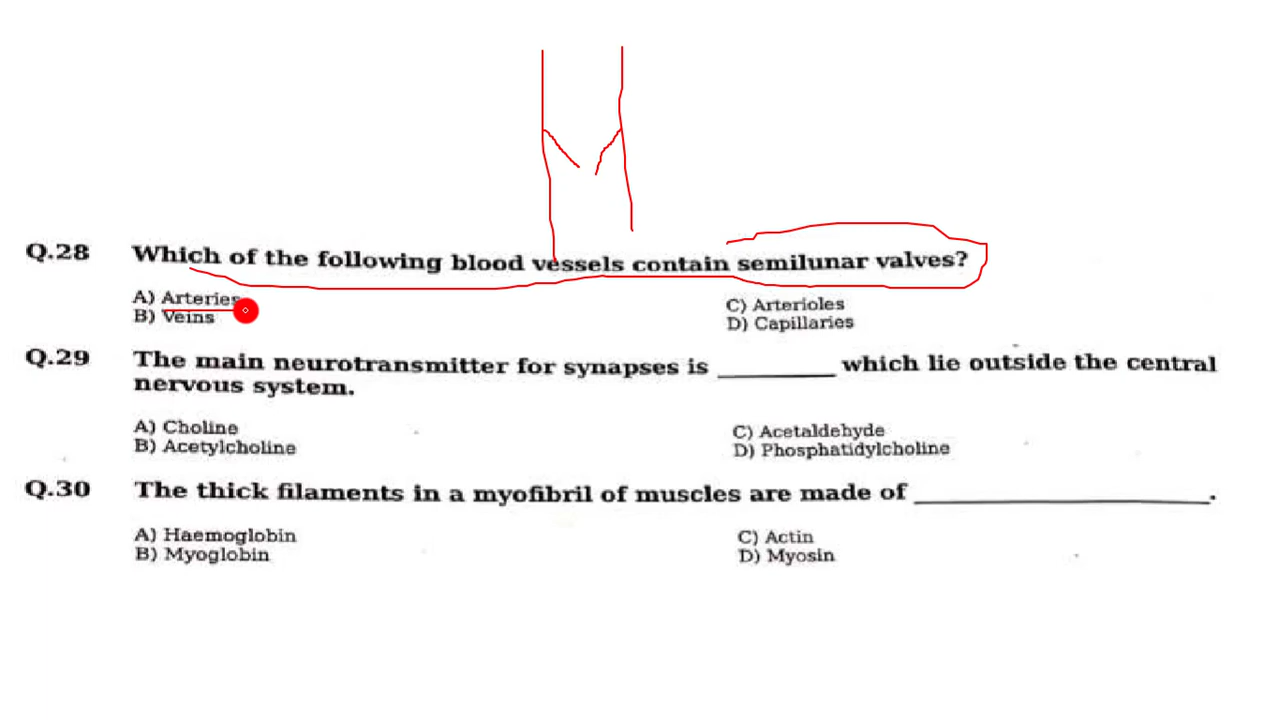 Q.28 Which of the following blood vessels contain semilunar valves?
A) Arteries C) Arterioles
B) Veins D) Capillaries
Q.29 The main neurotransmitter for synapses is ________ which lie outside the central
nervous system.
A) Choline C) Acetaldehyde
B) Acetylcholine D) Phosphatidylcholine
Q.30 The thick filaments in a myofibril of muscles are made of ____________________.
A) Haemoglobin C) Actin
B) Myoglobin D) Myosin